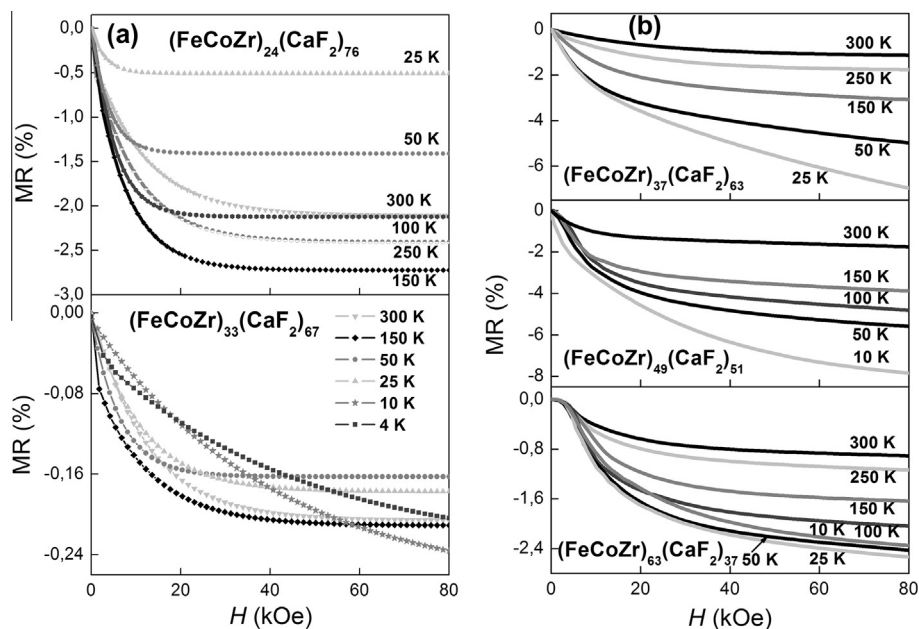 (a)
(FeCoZr)24(CaF2)76
0,0
-0,5
-1,0
-1,5
-2,0
-2,5
-3,0
MR (%)
25 K
50 K
300 K
100 K
250 K
150 K
(FeCoZr)33(CaF2)67
0,00
-0,08
-0,16
-0,24
MR (%)
300 K
150 K
50 K
25 K
10 K
4 K
0 20 40 60 80
H (kOe)
(b)
0
-2
-4
-6
300 K
250 K
150 K
50 K
25 K
(FeCoZr)37(CaF2)63
0
-2
-4
-6
-8
MR (%)
300 K
150 K
100 K
50 K
10 K
(FeCoZr)49(CaF2)51
0,0
-0,8
-1,6
-2,4
300 K
250 K
150 K
10 K 100 K
(FeCoZr)63(CaF2)37
50 K 25 K
0 20 40 60 80
H (kOe)